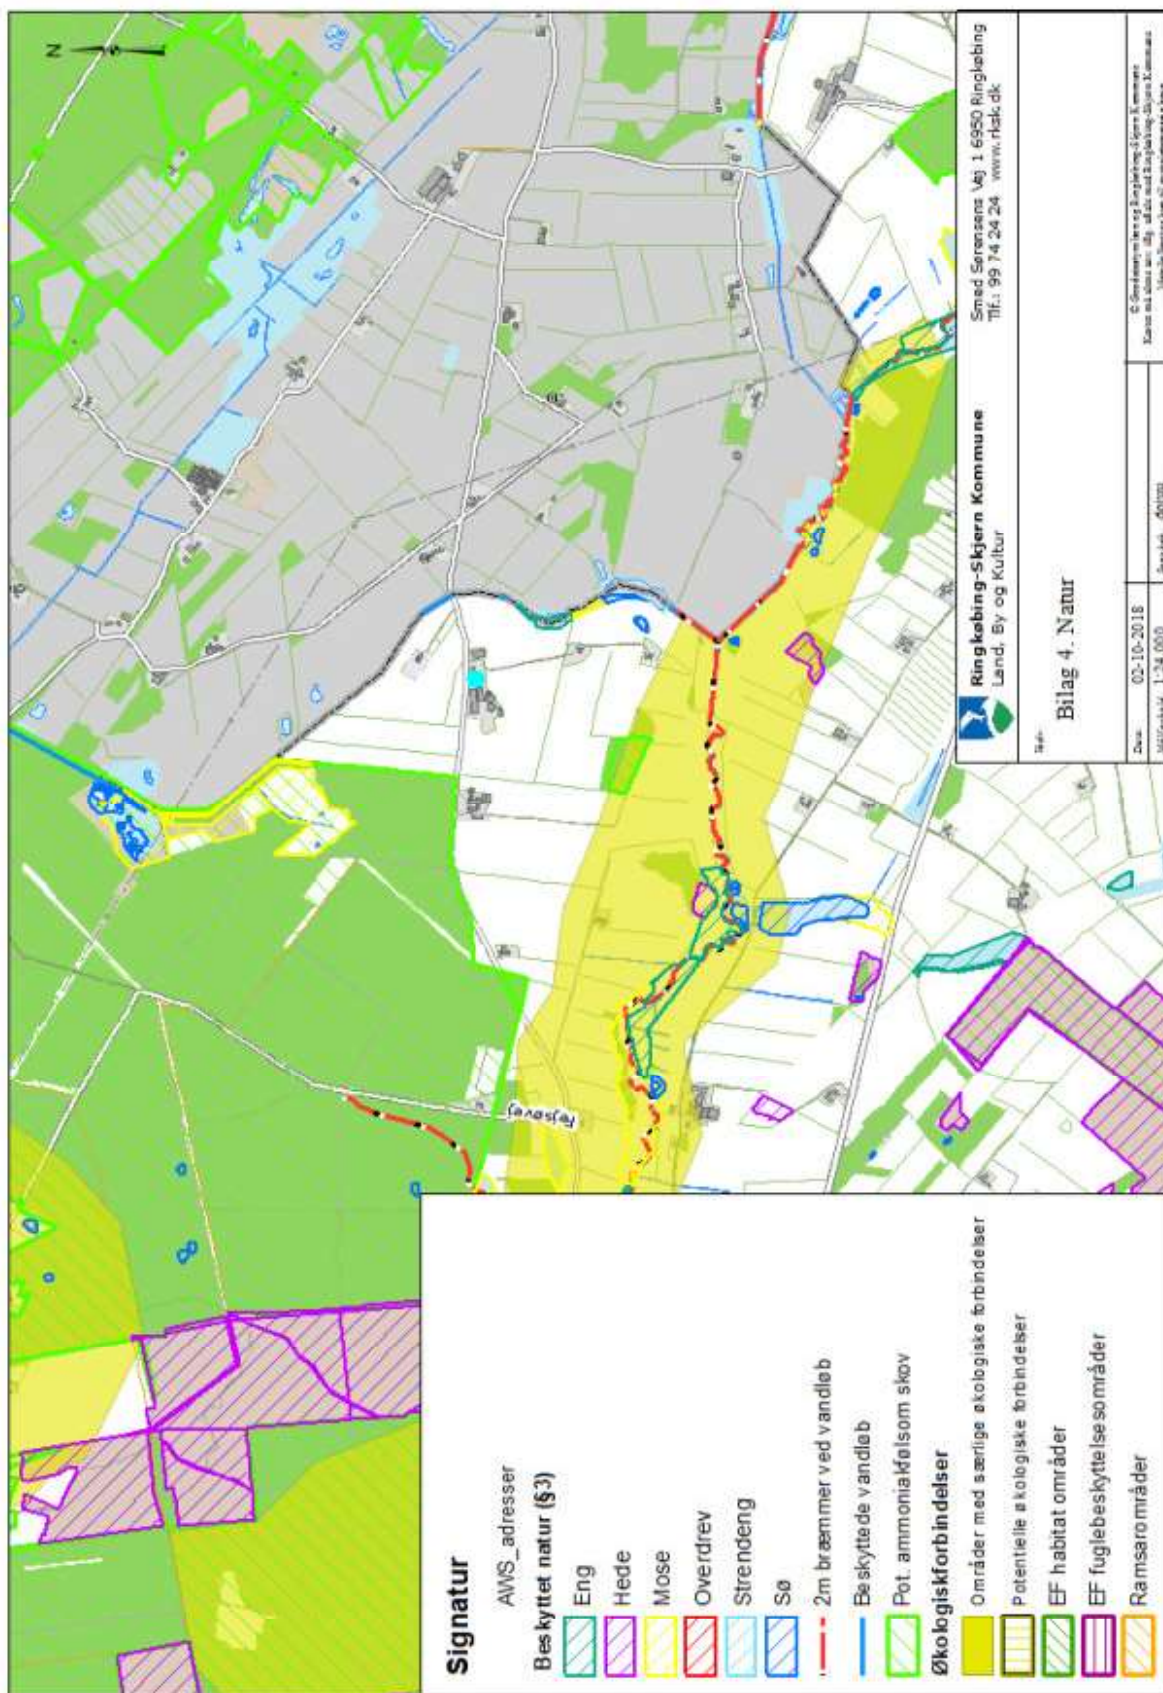 N
Fejsøvej
Signatur
AWS_adresser
Beskyttet natur (§3)
Eng
Hede
Mose
Overdrev
Strendeng
Sø
2m bræmmer ved vandløb
Beskyttede vandløb
Pot. ammoniakfølsom skov
Økologiskforbindelser
Områder med særlige økologiske forbindelser
Potentielle økologiske forbindelser
EF habitat områder
EF fuglebeskyttelsesområder
Ramsarområder
Ringkøbing-Skjern Kommune
Land, By og Kultur
Smed Sørensens Vej 1 6950 Ringkøbing
Tlf.: 99 74 24 24 www.rksk.dk
Bilag 4. Natur
Dato: 02-10-2018
1:24.000